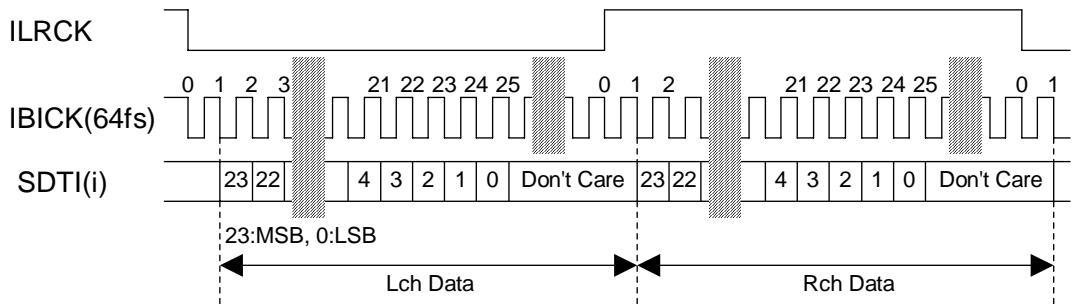 ILRCK
0 1 2 3 21 22 23 24 25 0 1 2 21 22 23 24 25 0 1
IBICK(64fs)
SDTI(i) 23 22 4 3 2 1 0 Don't Care 23 22 4 3 2 1 0 Don't Care
23:MSB, 0:LSB
Lch Data Rch Data